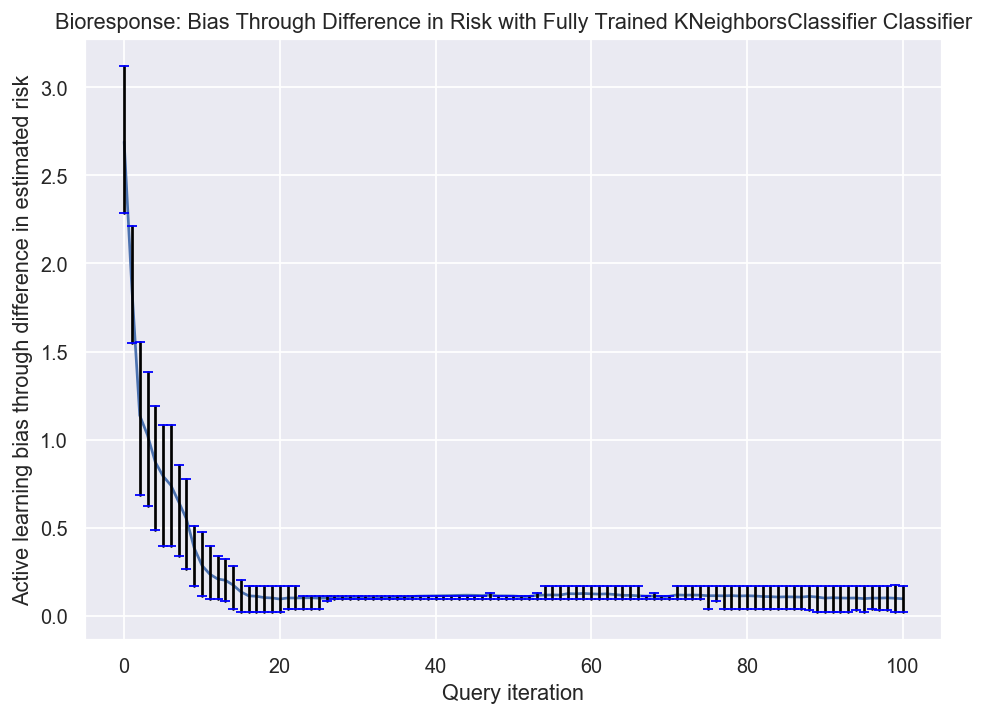 Bioresponse: Bias Through Difference in Risk with Fully Trained KNeighborsClassifier Classifier
Active learning bias through difference in estimated risk
3.0
2.5
2.0
1.5
1.0
0.5
0.0
0 20 40 60 80 100
Query iteration